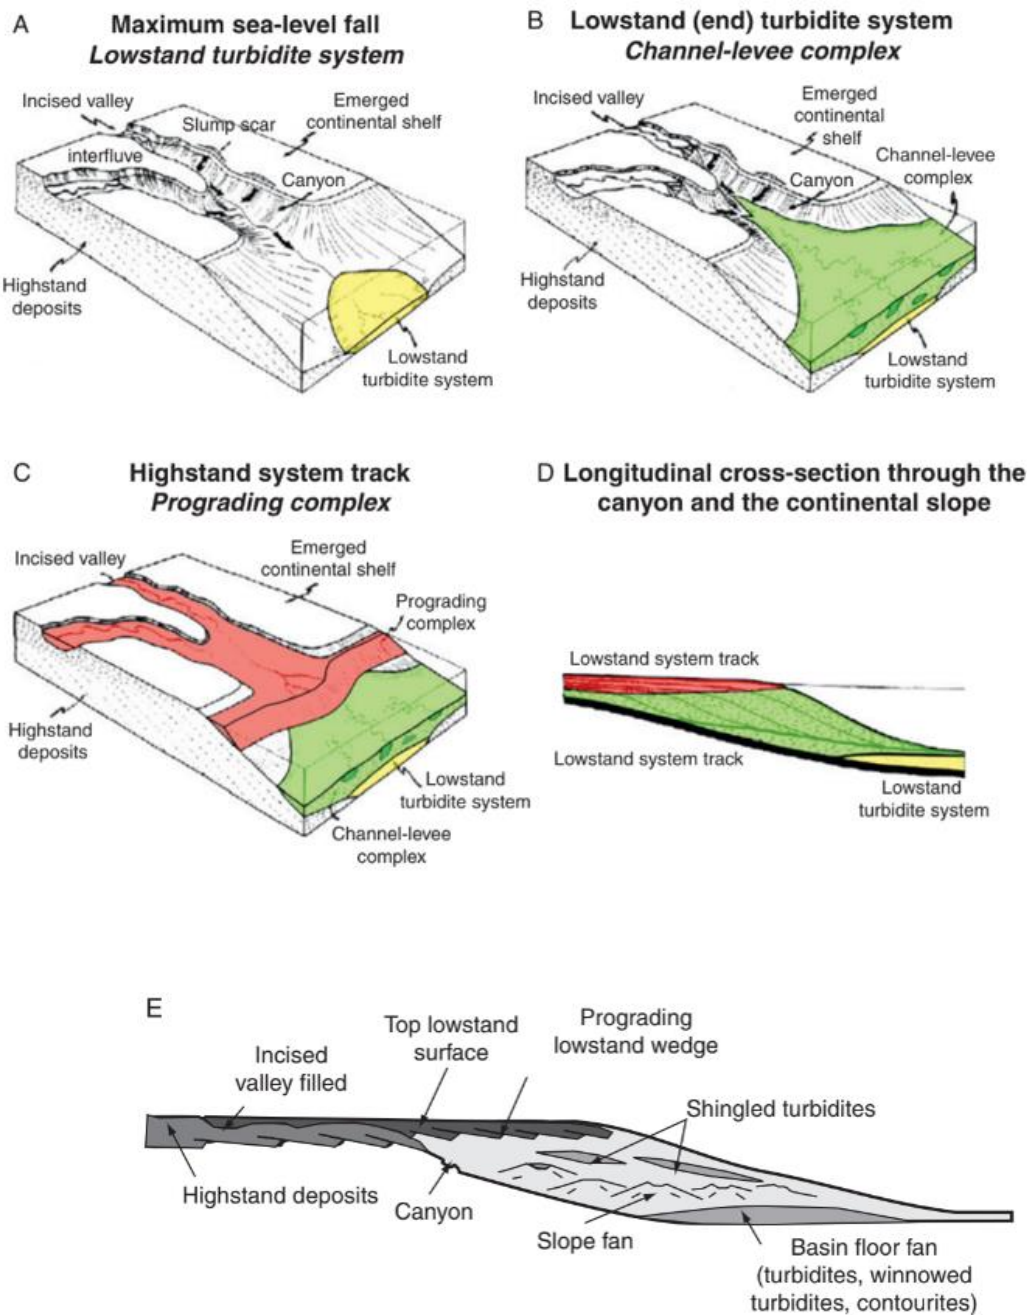 A
Maximum sea-level fall
Lowstand turbidite system
Incised valley
Slump scar
Emerged
continental shelf
interfluve
Canyon
Highstand
deposits
Lowstand
turbidite system
B
Lowstand (end) turbidite system
Channel-levee complex
Incised valley
Emerged
continental
shelf
Channel-levee
complex
Canyon
Highstand
deposits
Lowstand
turbidite system
C
Highstand system track
Prograding complex
Incised valley
Emerged
continental shelf
Prograding
complex
Highstand
deposits
Lowstand
turbidite system
Channel-levee
complex
D
Longitudinal cross-section through the
canyon and the continental slope
Lowstand system track
Lowstand system track
Lowstand
turbidite system
E
Incised
valley filled
Top lowstand
surface
Prograding
lowstand wedge
Shingled turbidites
Highstand deposits
Canyon
Slope fan
Basin floor fan
(turbidites, winnowed
turbidites, contourites)